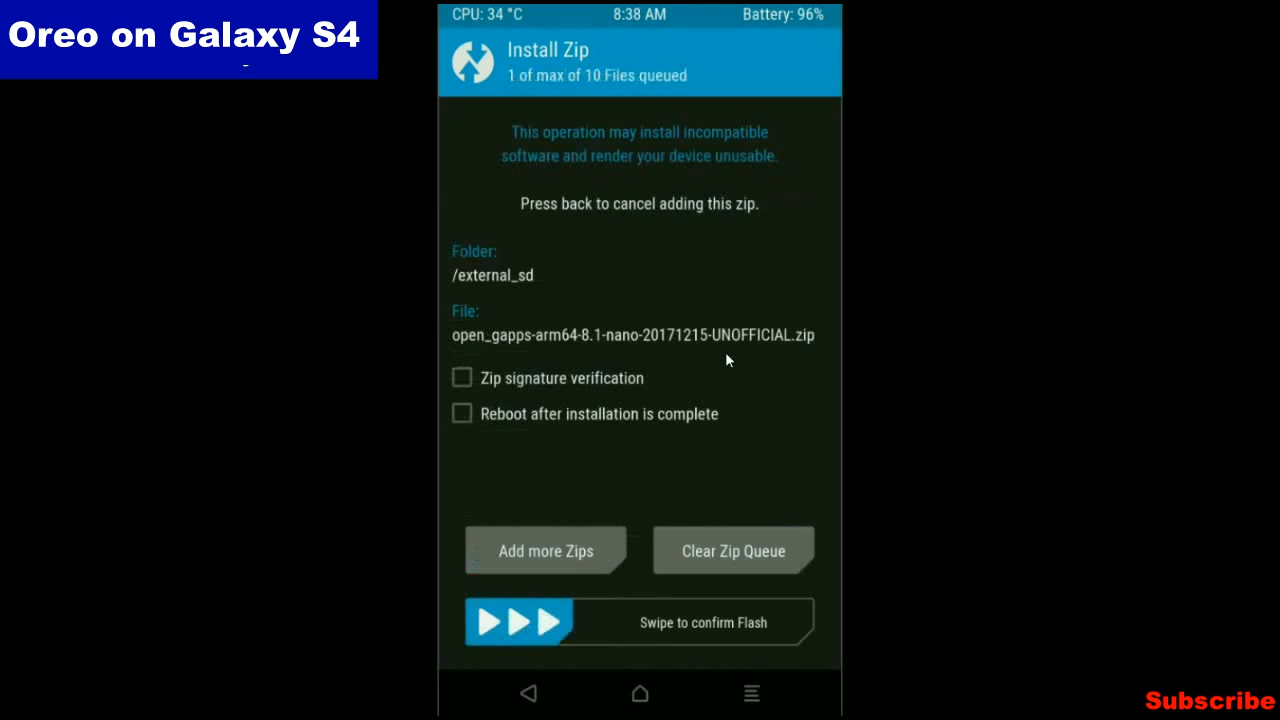 Oreo on Galaxy S4
-
CPU: 34 °C 8:38 AM Battery: 96%
Install Zip
1 of max of 10 Files queued
This operation may install incompatible
software and render your device unusable.
Press back to cancel adding this zip.
Folder:
/external_sd
File:
open_gapps-arm64-8.1-nano-20171215-UNOFFICIAL.zip
Zip signature verification
Reboot after installation is complete
Add more Zips Clear Zip Queue
Swipe to confirm Flash
Subscribe